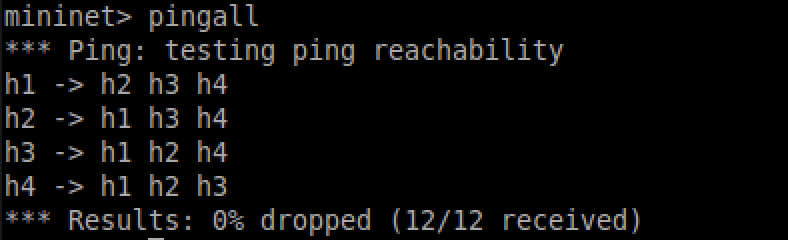 mininet> pingall
*** Ping: testing ping reachability
h1 -> h2 h3 h4
h2 -> h1 h3 h4
h3 -> h1 h2 h4
h4 -> h1 h2 h3
*** Results: 0% dropped (12/12 received)